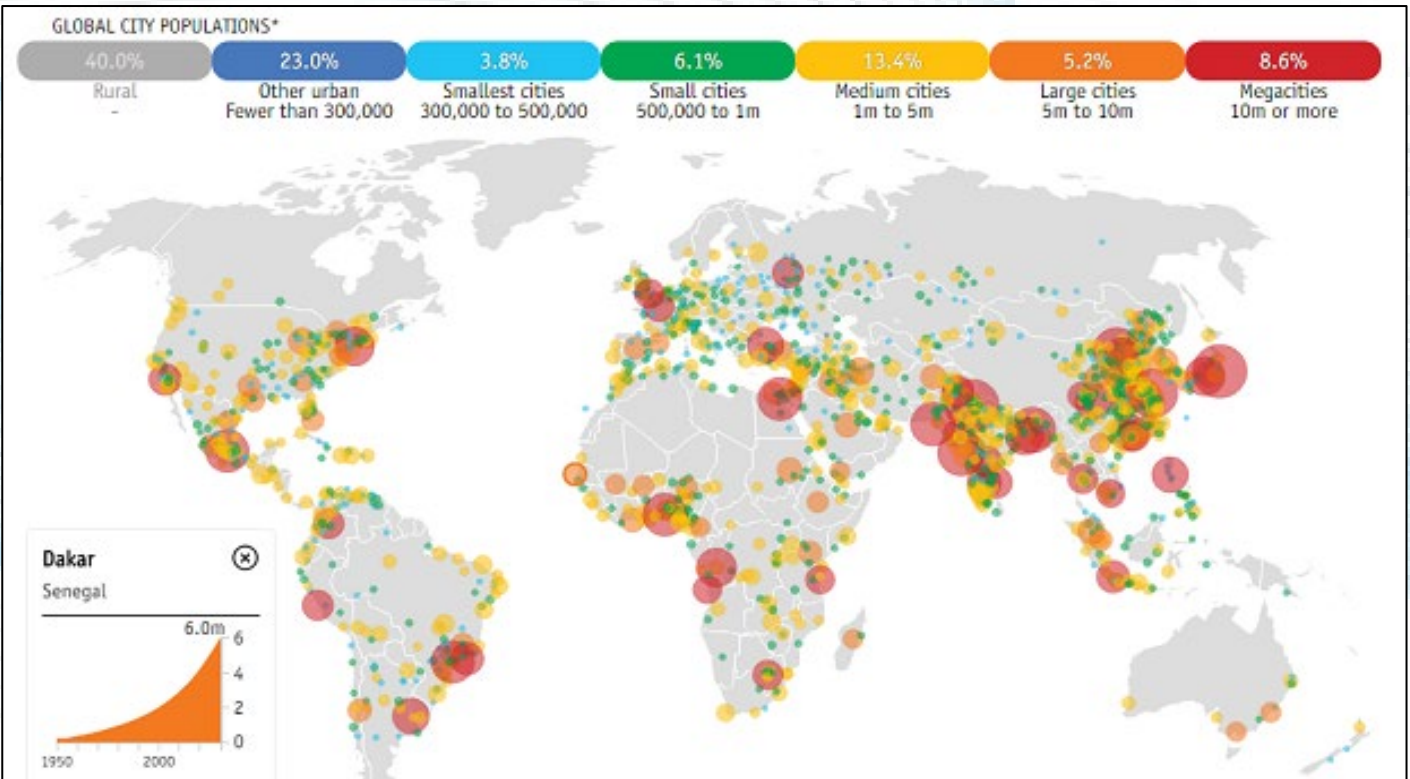 GLOBAL CITY POPULATIONS*
40.0% 23.0% 3.8% 6.1% 13.4% 5.2% 8.6%
Rural Other urban Smallest cities Small cities Medium cities Large cities Megacities
- Fewer than 300,000 300,000 to 500,000 500,000 to 1m 1m to 5m 5m to 10m 10m or more
Dakar
Senegal
6.0m
6
4
2
0
1950 2000